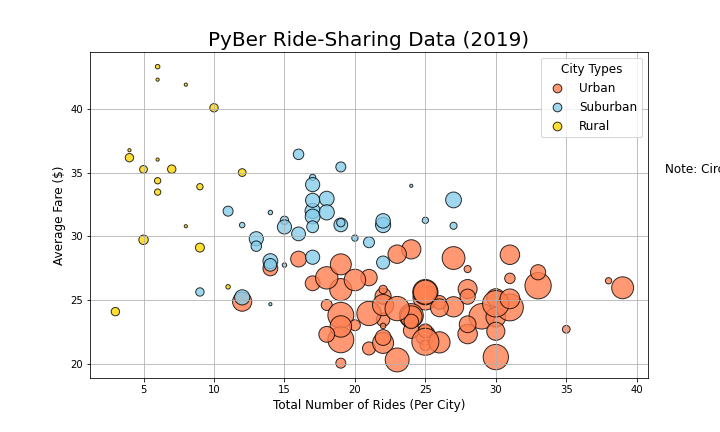 PyBer Ride-Sharing Data (2019)
City Types
Urban
Suburban
Rural
Note:
Average Fare ($)
40
35
30
25
20
5
10
15
20
25
30
35
40
Total Number of Rides (Per City)